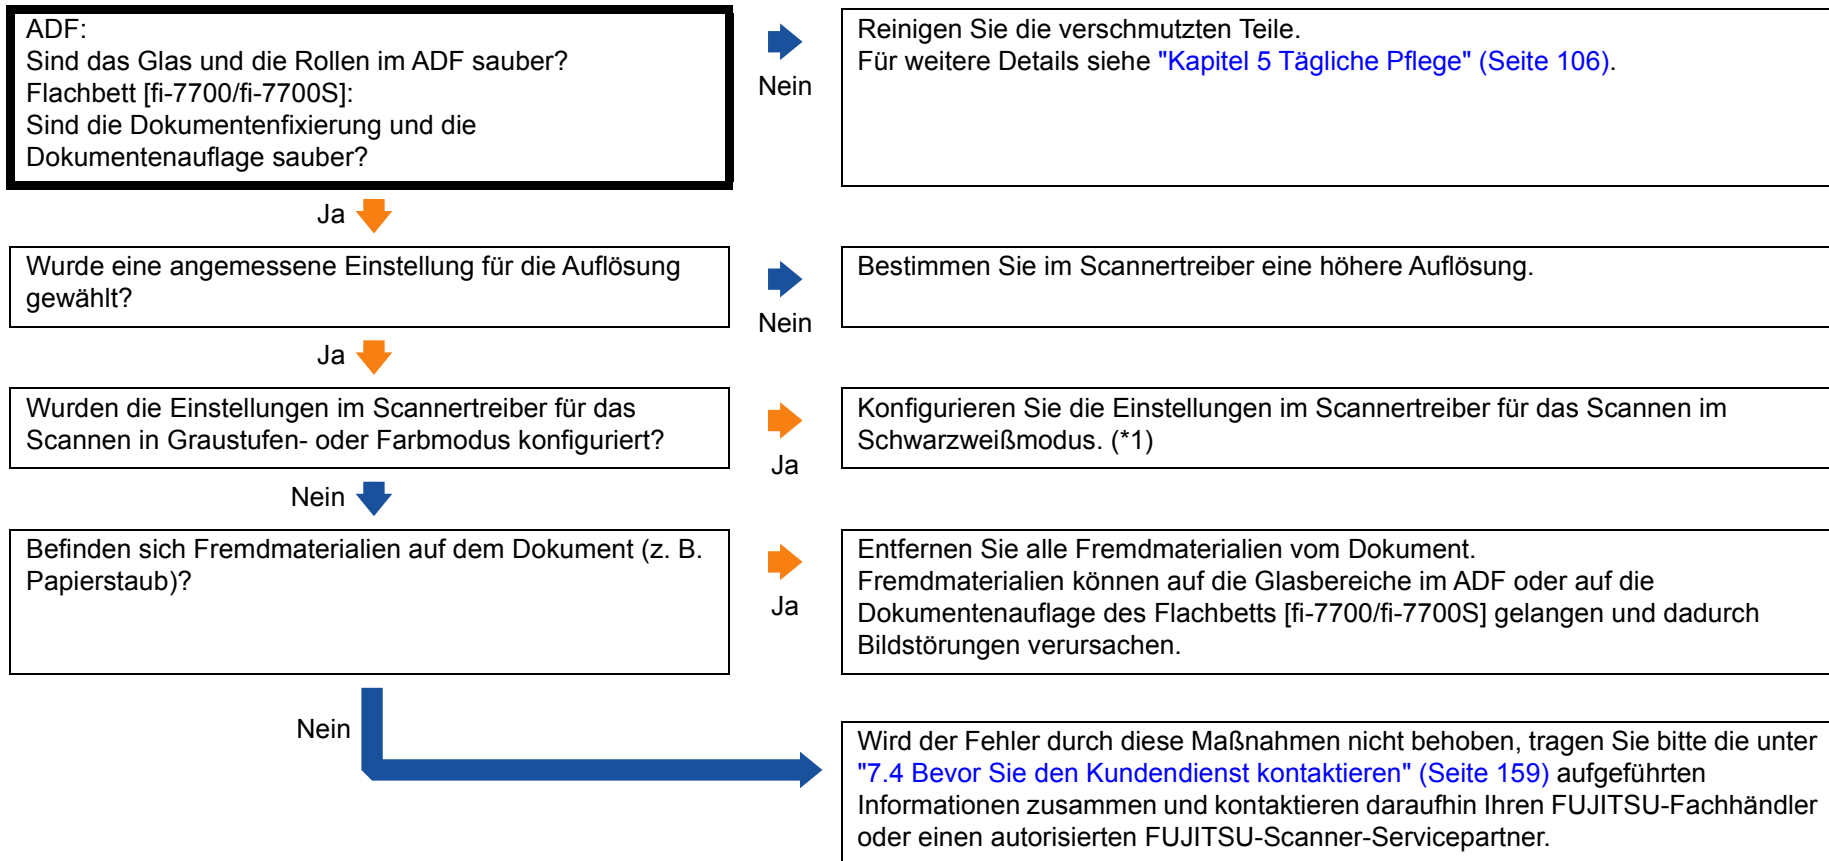 ADF:
Sind das Glas und die Rollen im ADF sauber?
Flachbett [fi-7700/fi-7700S]:
Sind die Dokumentenfixierung und die
Dokumentenauflage sauber?
Nein
Reinigen Sie die verschmutzten Teile.
Für weitere Details siehe "Kapitel 5 Tägliche Pflege" (Seite 106).
Ja
Wurde eine angemessene Einstellung für die Auflösung
gewählt?
Nein
Bestimmen Sie im Scannertreiber eine höhere Auflösung.
Ja
Wurden die Einstellungen im Scannertreiber für das
Scannen in Graustufen- oder Farbmodus konfiguriert?
Ja
Konfigurieren Sie die Einstellungen im Scannertreiber für das Scannen im
Schwarzweißmodus. (*1)
Nein
Befinden sich Fremdmaterialien auf dem Dokument (z. B.
Papierstaub)?
Ja
Entfernen Sie alle Fremdmaterialien vom Dokument.
Fremdmaterialien können auf die Glasbereiche im ADF oder auf die
Dokumentenauflage des Flachbetts [fi-7700/fi-7700S] gelangen und dadurch
Bildstörungen verursachen.
Nein
Wird der Fehler durch diese Maßnahmen nicht behoben, tragen Sie bitte die unter
"7.4 Bevor Sie den Kundendienst kontaktieren" (Seite 159) aufgeführten
Informationen zusammen und kontaktieren daraufhin Ihren FUJITSU-Fachhändler
oder einen autorisierten FUJITSU-Scanner-Servicepartner.